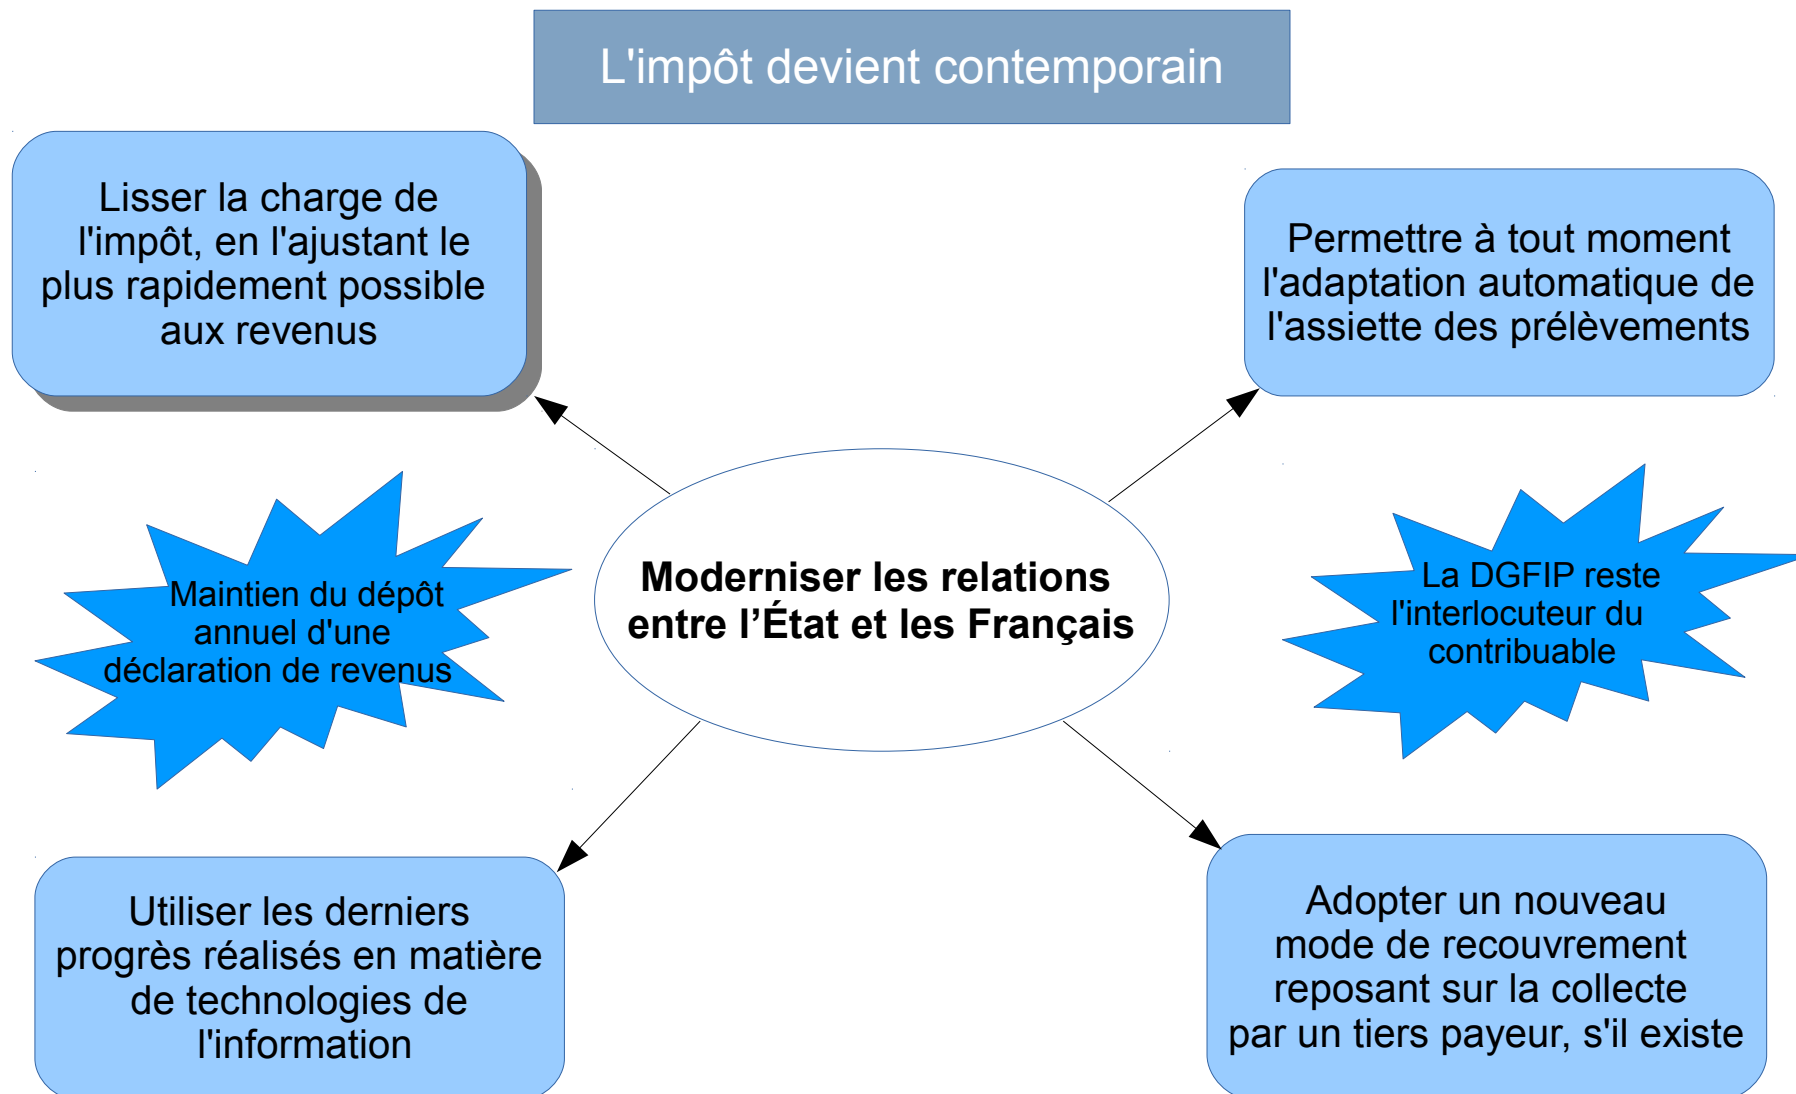 L'impôt devient contemporain
Lisser la charge de
l'impôt, en l'ajustant le
plus rapidement possible
aux revenus
Permettre à tout moment
l'adaptation automatique de
l'assiette des prélèvements
Maintien du dépôt
annuel d'une
déclaration de revenus
Moderniser les relations
entre l’État et les Français
La DGFIP reste
l'interlocuteur du
contribuable
Utiliser les derniers
progrès réalisés en matière
de technologies de
l'information
Adopter un nouveau
mode de recouvrement
reposant sur la collecte
par un tiers payeur, s'il existe